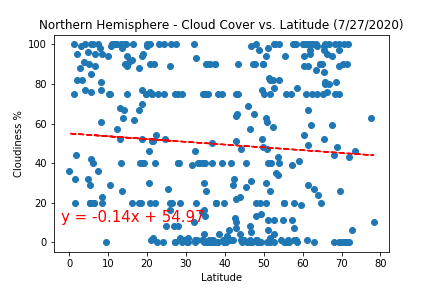 Northern Hemisphere - Cloud Cover vs. Latitude (7/27/2020)
100
80
60
40
20
0
Cloudiness %
y = -0.14x + 54.97
0 10 20 30 40 50 60 70 80
Latitude